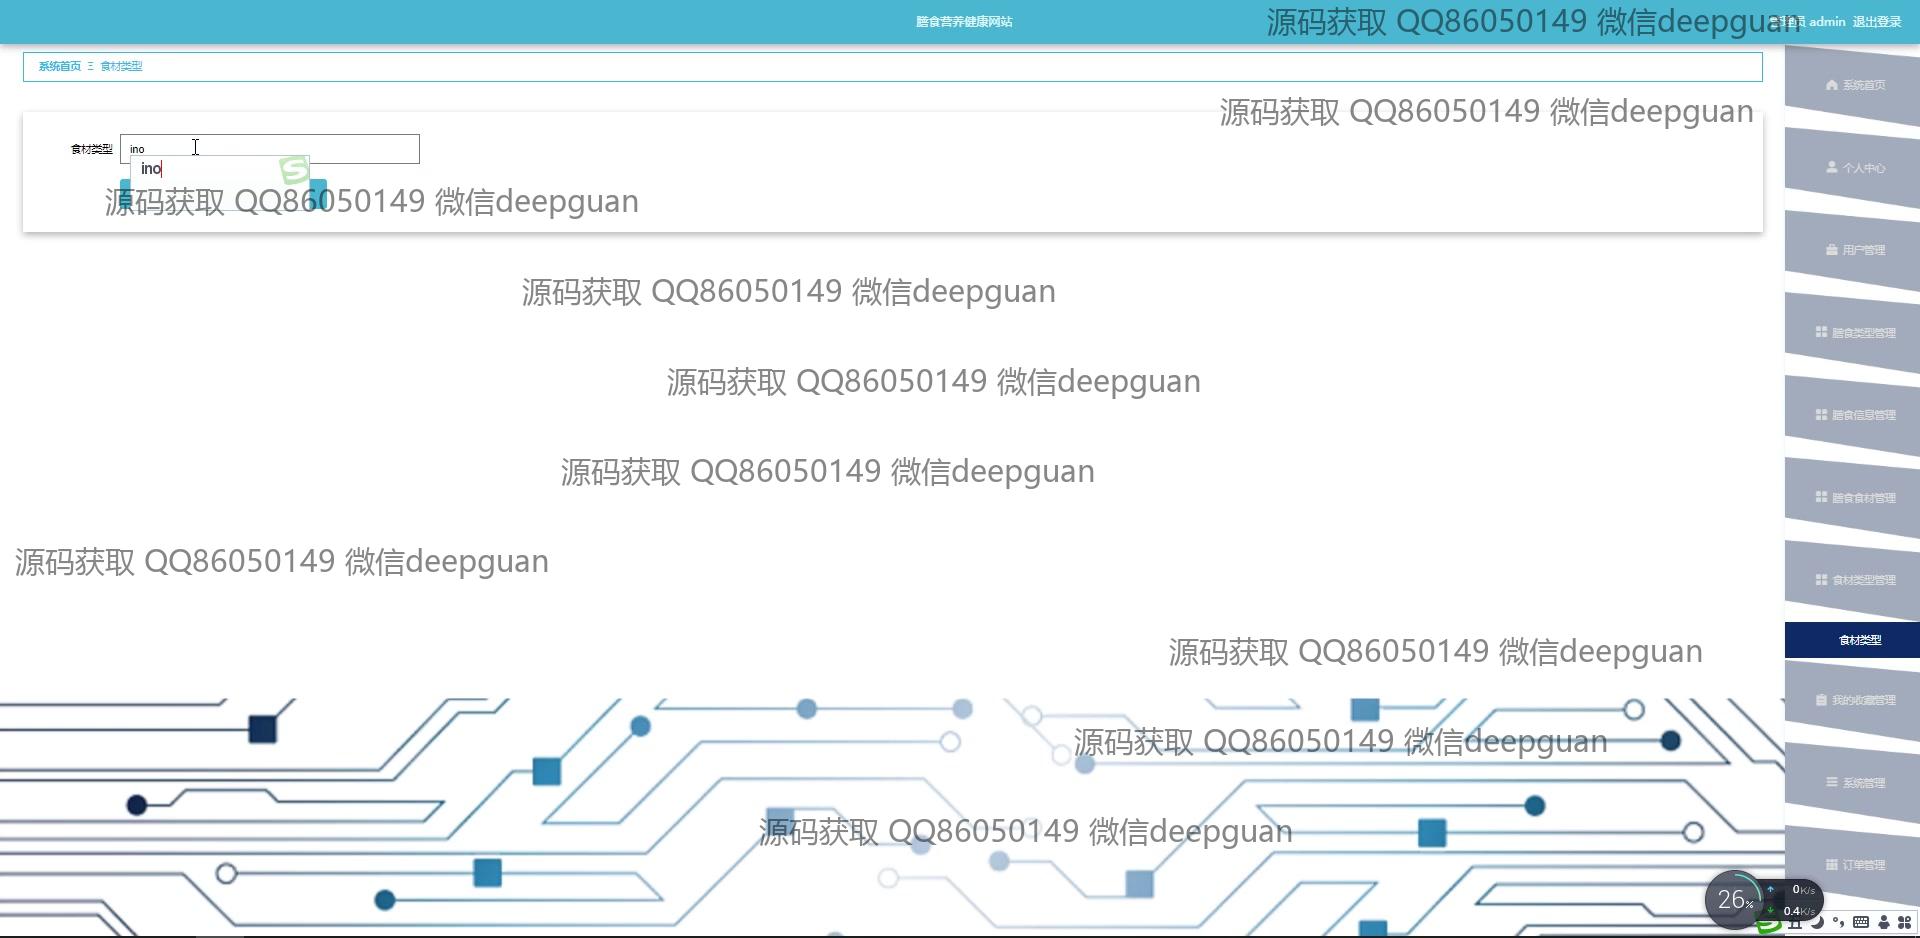 膳食营养健康网站
源码获取 QQ86050149 微信deepguan
admin 退出登录
系统首页 Ξ 食材类型
系统首页
源码获取 QQ86050149 微信deepguan
食材类型 ino
ino
个人中心
源码获取 QQ86050149 微信deepguan
用户管理
源码获取 QQ86050149 微信deepguan
膳食类型管理
源码获取 QQ86050149 微信deepguan
膳食信息管理
源码获取 QQ86050149 微信deepguan
膳食食材管理
源码获取 QQ86050149 微信deepguan
食材类型管理
食材类型
源码获取 QQ86050149 微信deepguan
我的收藏管理
源码获取 QQ86050149 微信deepguan
系统管理
源码获取 QQ86050149 微信deepguan
订单管理
26%
0K/s
0.4K/s